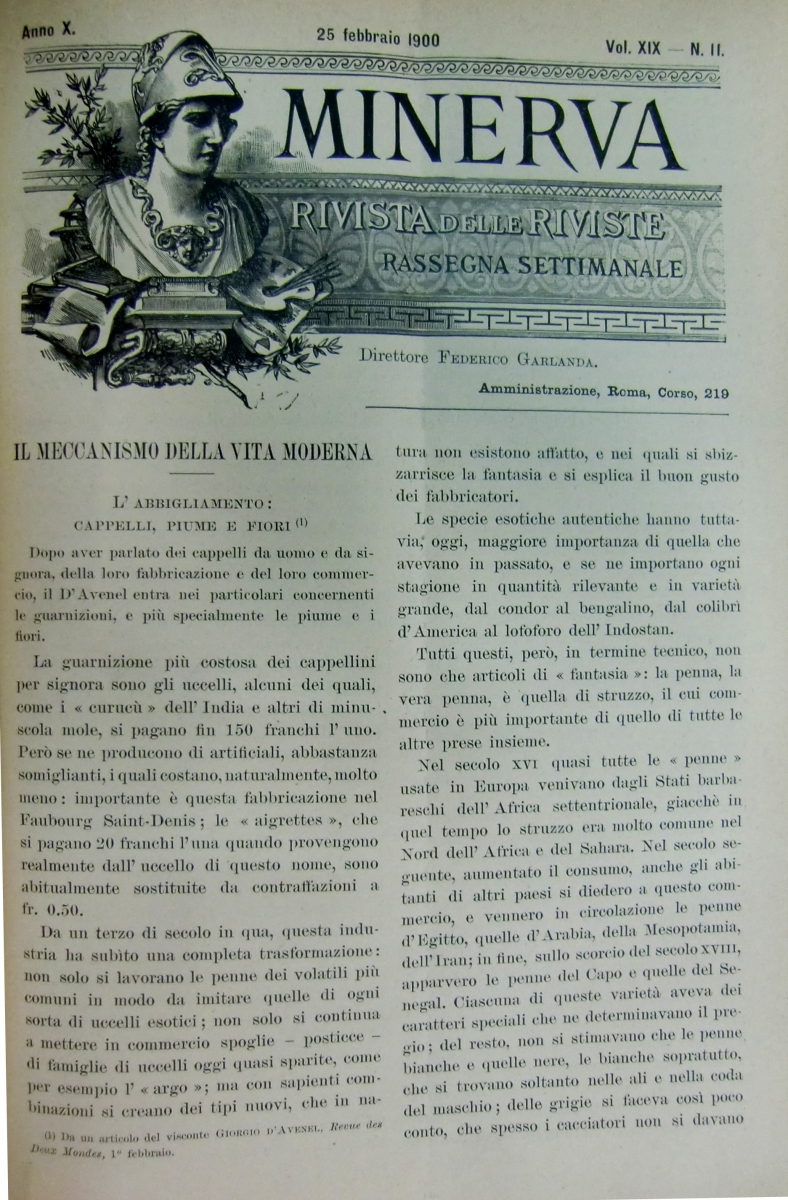 Anno X.
25 febbraio 1900
Vol. XIX — N. 11.
MINERVA
RIVISTA DELLE RIVISTE
RASSEGNA SETTIMANALE
Direttore FEDERICO GARLANDA.
Amministrazione, Roma, Corso, 219
IL MECCANISMO DELLA VITA MODERNA
L'ABBIGLIAMENTO:
CAPPELLI, PIUME E FIORI (1)
Dopo aver parlato dei cappelli da uomo e da si-
gnora, della loro fabbricazione e del loro commer-
cio, il D'Avenel entra nei particolari concernenti
le guarnizioni, e più specialmente le piume e i
fiori.
La guarnizione più costosa dei cappellini
per signora sono gli uccelli, alcuni dei quali,
come i « curucù » dell'India e altri di minu-
scola mole, si pagano fin 150 franchi l'uno.
Però se ne producono di artificiali, abbastanza
somiglianti, i quali costano, naturalmente, molto
meno: importante è questa fabbricazione nel
Faubourg Saint-Denis; le « aigrettes », che
si pagano 20 franchi l'una quando provengono
realmente dall'uccello di questo nome, sono
abitualmente sostituite da contraffazioni a
fr. 0.50.
Da un terzo di secolo in qua, questa indu-
stria ha subìto una completa trasformazione:
non solo si lavorano le penne dei volatili più
comuni in modo da imitare quelle di ogni
sorta di uccelli esotici; non solo si continua
a mettere in commercio spoglie — posticce —
di famiglie di uccelli oggi quasi sparite, come
per esempio l'« argo »; ma con sapienti com-
binazioni si creano dei tipi nuovi, che in na-
(1) Da un articolo del visconte GIORGIO D'AVENEL, Revue des
Deux Mondes, 1° febbraio.
tura non esistono affatto, e nei quali si sbiz-
zarrisce la fantasia e si esplica il buon gusto
dei fabbricatori.
Le specie esotiche autentiche hanno tutta-
via, oggi, maggiore importanza di quella che
avevano in passato, e se ne importano ogni
stagione in quantità rilevante e in varietà
grande, dal condor al bengalino, dal colibrì
d'America al lofoforo dell'Indostan.
Tutti questi, però, in termine tecnico, non
sono che articoli di « fantasia »: la penna, la
vera penna, è quella di struzzo, il cui com-
mercio è più importante di quello di tutte le
altre prese insieme.
Nel secolo XVI quasi tutte le « penne »
usate in Europa venivano dagli Stati barba-
reschi dell'Africa settentrionale, giacchè in
quel tempo lo struzzo era molto comune nel
Nord dell'Africa e del Sahara. Nel secolo se-
guente, aumentato il consumo, anche gli abi-
tanti di altri paesi si diedero a questo com-
mercio, e vennero in circolazione le penne
d'Egitto, quelle d'Arabia, della Mesopotamia,
dell'Iran; in fine, sullo scorcio del secolo XVIII,
apparvero le penne del Capo e quelle del Se-
negal. Ciascuna di queste varietà aveva dei
caratteri speciali che ne determinavano il pre-
gio; del resto, non si stimavano che le penne
bianche e quelle nere, le bianche sopratutto,
che si trovano soltanto nelle ali e nella coda
del maschio; delle grigie si faceva così poco
conto, che spesso i cacciatori non si davano